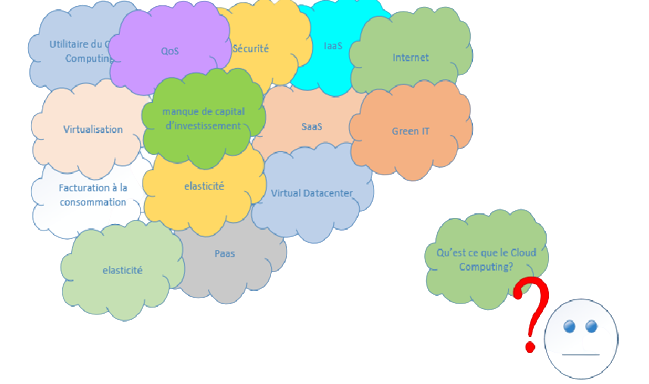 Utilitaire du
Computing
QoS
Sécurité
IaaS
Internet
Virtualisation
manque de capital
d'investissement
SaaS
Green IT
Facturation à la
consommation
elasticité
Virtual Datacenter
elasticité
Paas
Qu'est ce que le Cloud
Computing?
?